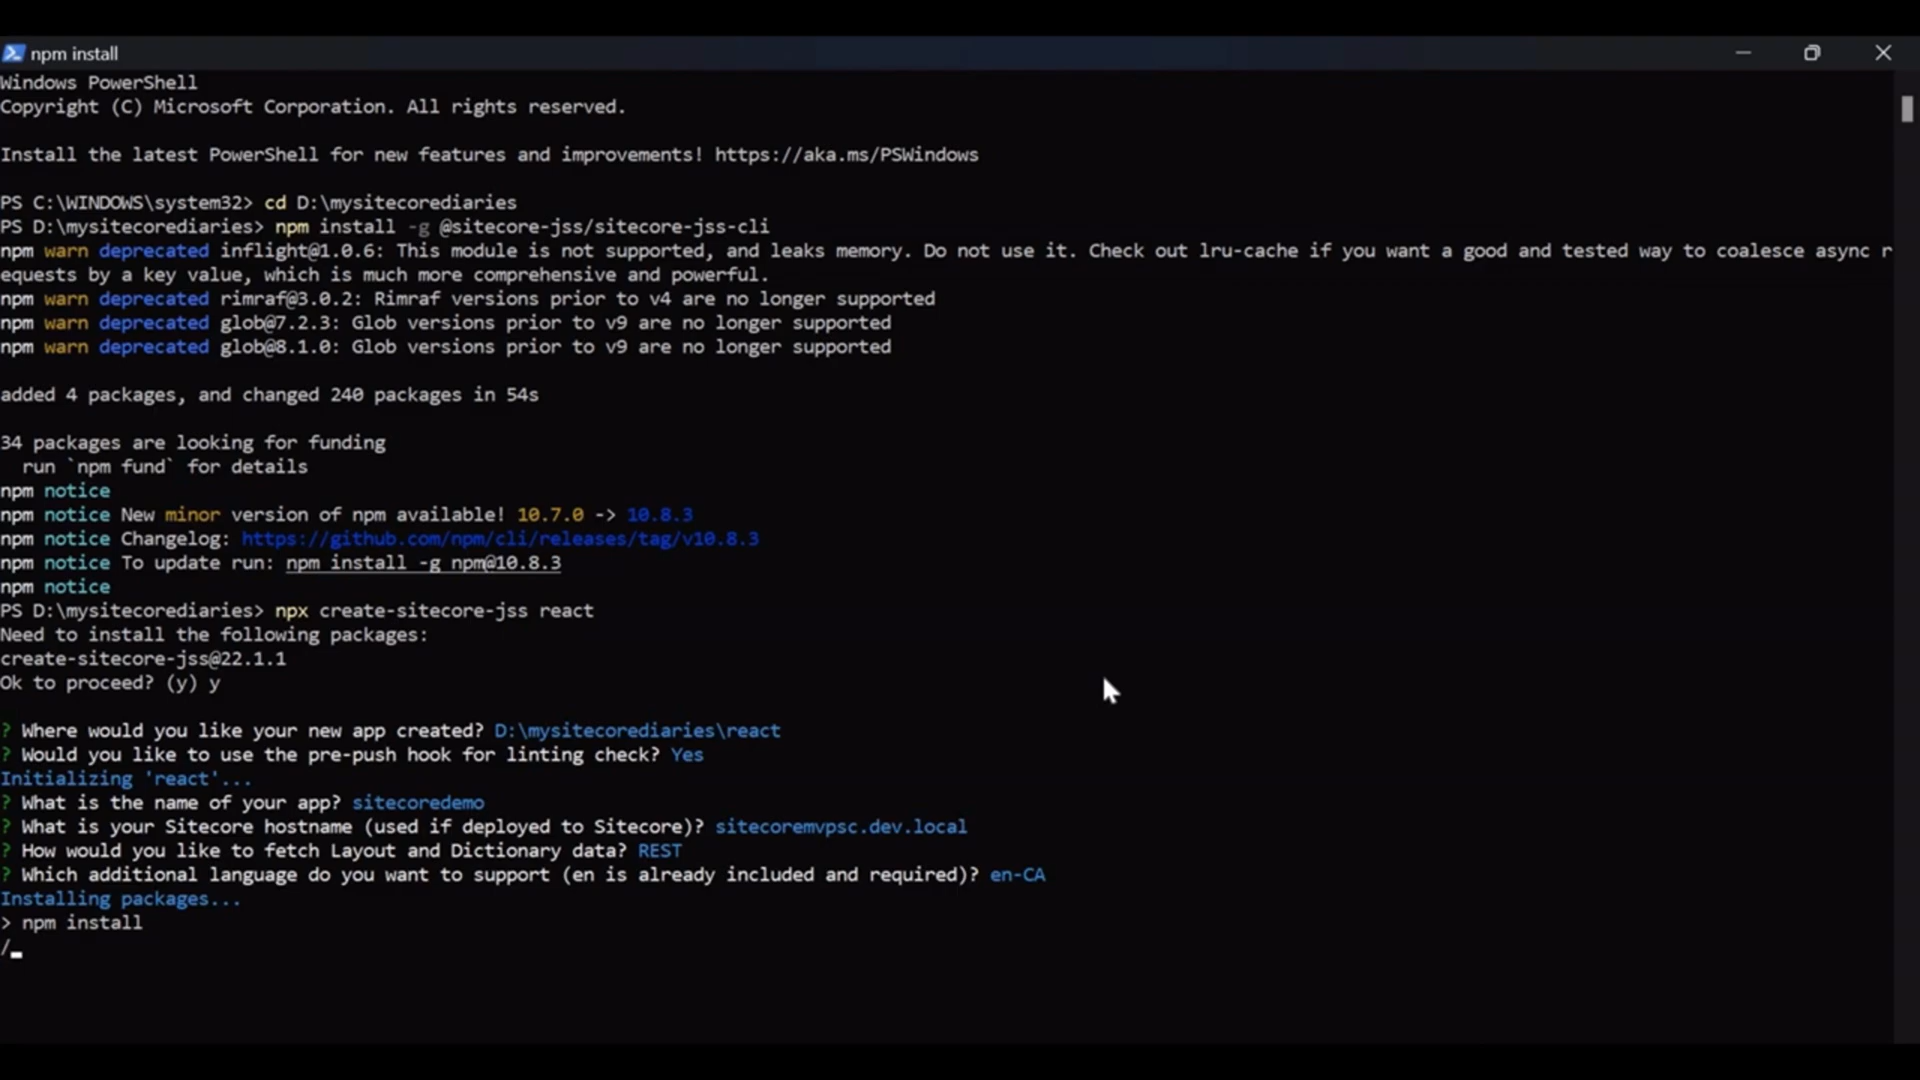 npm install
Windows PowerShell
Copyright (C) Microsoft Corporation. All rights reserved.
Install the latest PowerShell for new features and improvements! https://aka.ms/PSWindows
PS C:\WINDOWS\system32> cd D:\mysitecorediaries
PS D:\mysitecorediaries> npm install -g @sitecore-jss/sitecore-jss-cli
npm warn deprecated inflight@1.0.6: This module is not supported, and leaks memory. Do not use it. Check out lru-cache if you want a good and tested way to coalesce async r
equests by a key value, which is much more comprehensive and powerful.
npm warn deprecated rimraf@3.0.2: Rimraf versions prior to v4 are no longer supported
npm warn deprecated glob@7.2.3: Glob versions prior to v9 are no longer supported
npm warn deprecated glob@8.1.0: Glob versions prior to v9 are no longer supported
added 4 packages, and changed 240 packages in 54s
34 packages are looking for funding
  run `npm fund` for details
npm notice
npm notice New minor version of npm available! 10.7.0 -> 10.8.3
npm notice Changelog: https://github.com/npm/cli/releases/tag/v10.8.3
npm notice To update run: npm install -g npm@10.8.3
npm notice
PS D:\mysitecorediaries> npx create-sitecore-jss react
Need to install the following packages:
create-sitecore-jss@22.1.1
Ok to proceed? (y) y
? Where would you like your new app created? D:\mysitecorediaries\react
? Would you like to use the pre-push hook for linting check? Yes
Initializing 'react'...
? What is the name of your app? sitecoredemo
? What is your Sitecore hostname (used if deployed to Sitecore)? sitecoremvpsc.dev.local
? How would you like to fetch Layout and Dictionary data? REST
? Which additional language do you want to support (en is already included and required)? en-CA
Installing packages...
> npm install
/